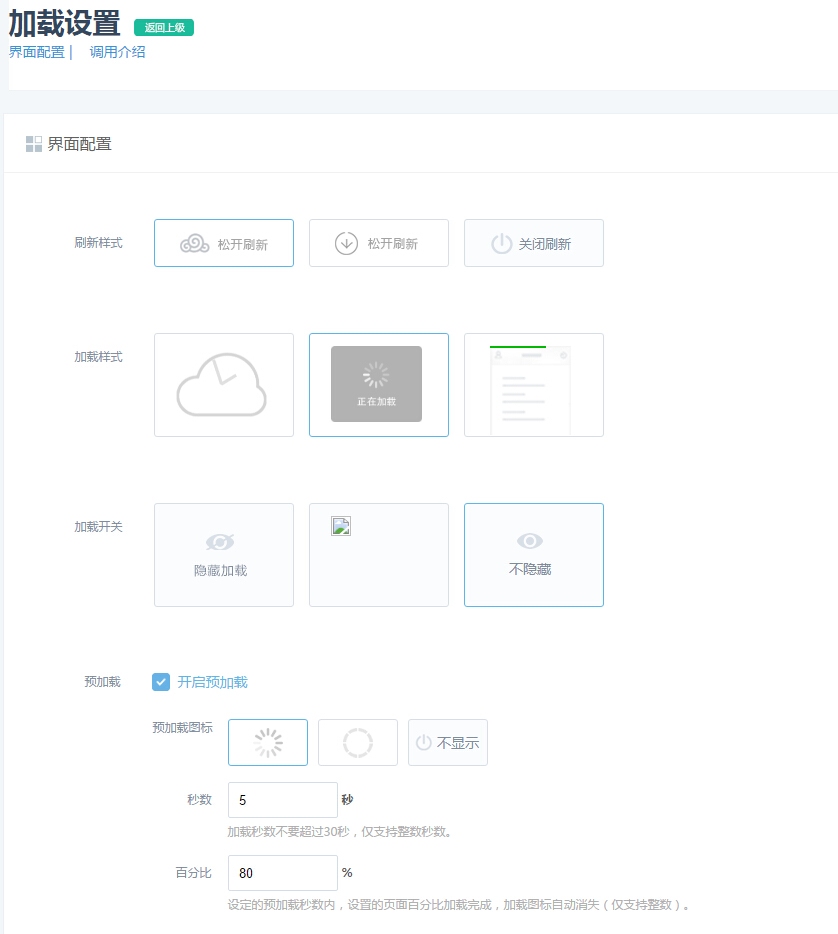 加载设置 返回上级
界面配置 | 调用介绍
界面配置
刷新样式 松开刷新 松开刷新 关闭刷新
加载样式 正在加载
加载开关 隐藏加载 不隐藏
预加载 开启预加载
预加载图标 不显示
秒数 5 秒
加载秒数不要超过30秒，仅支持整数秒数。
百分比 80 %
设定的预加载秒数内，设置的页面百分比加载完成，加载图标自动消失（仅支持整数）。